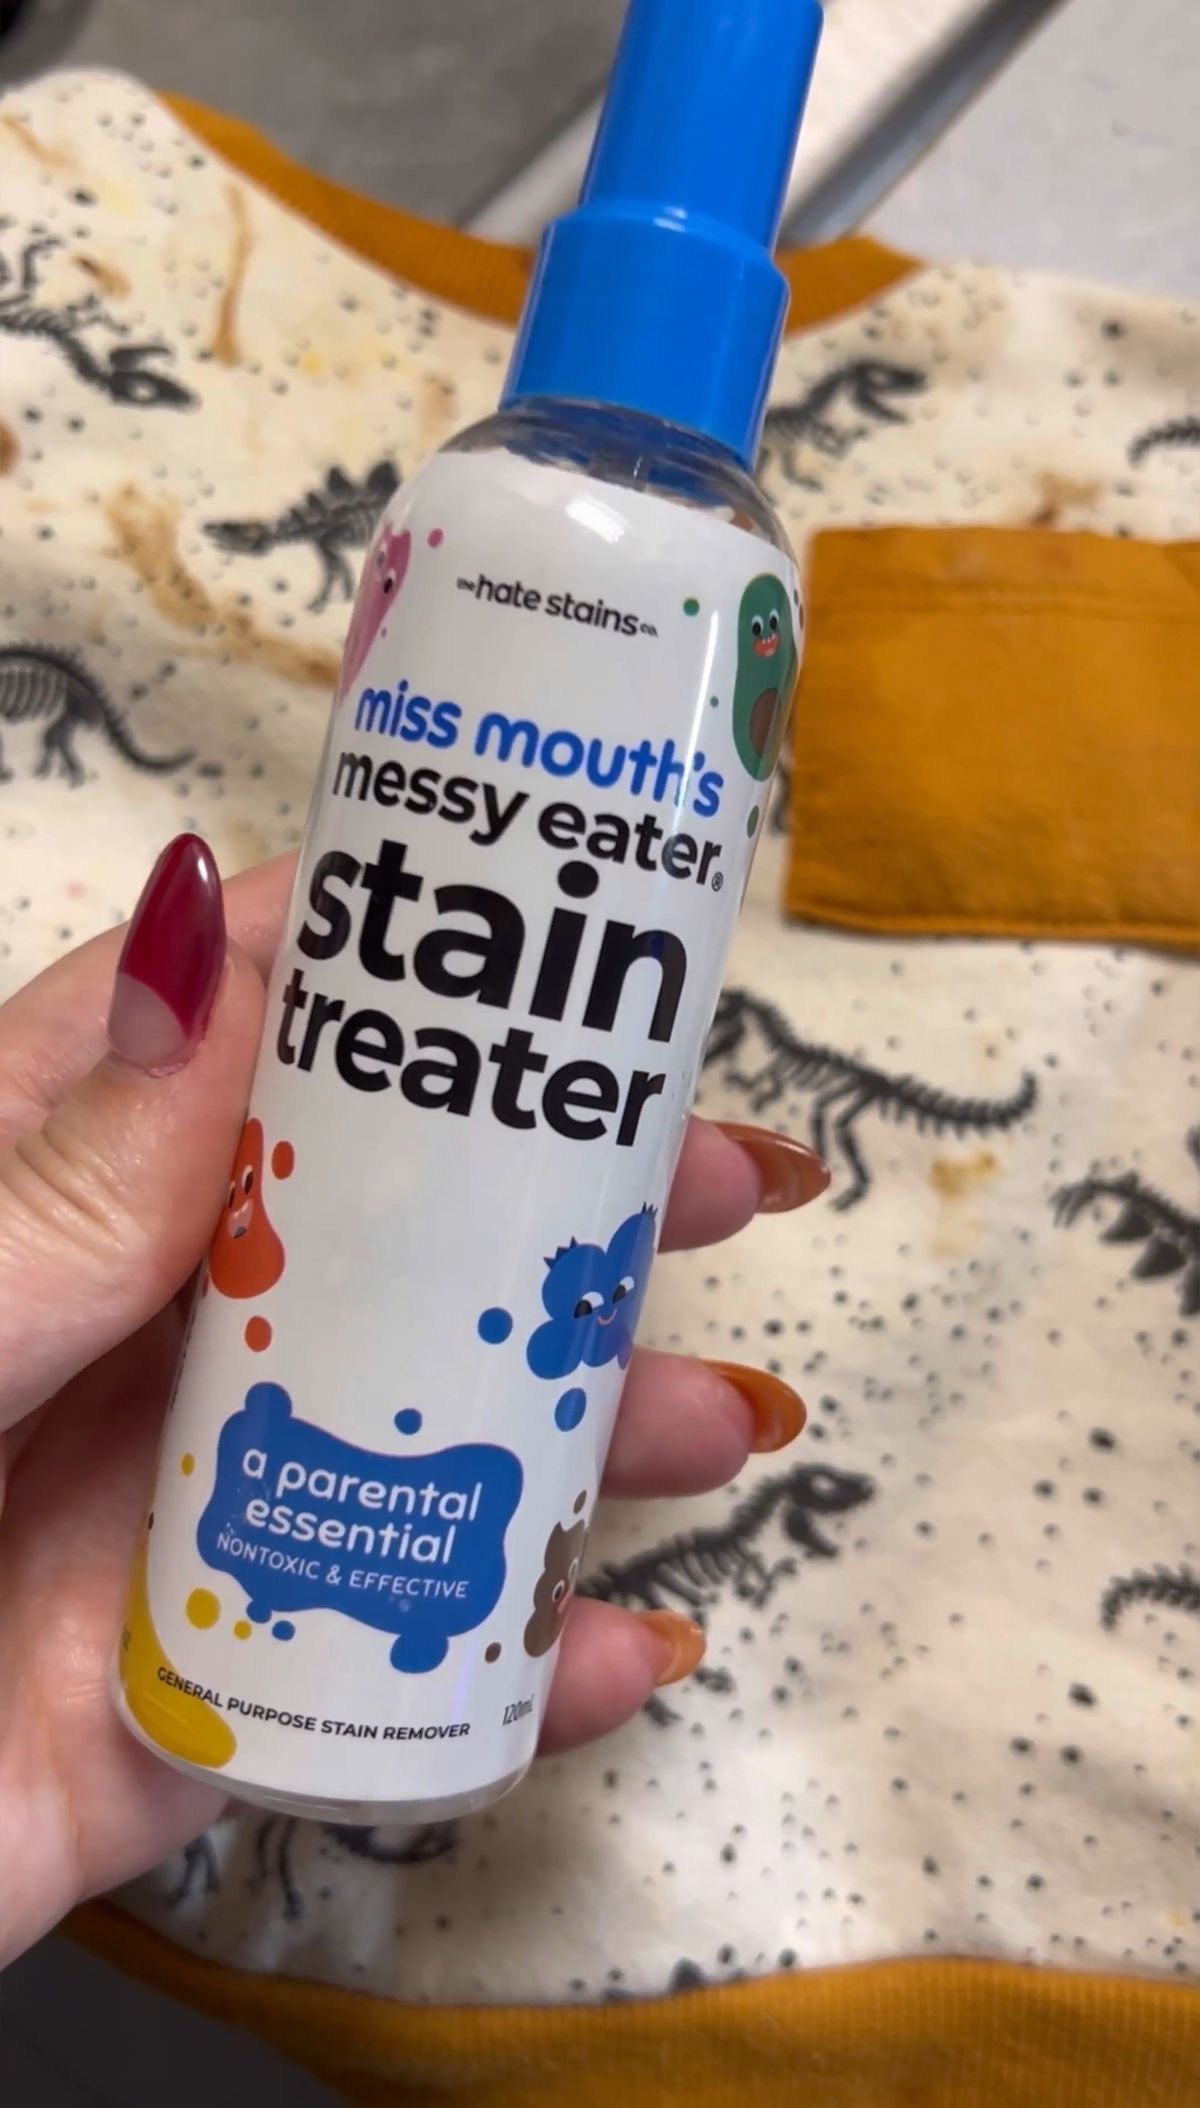 the hate stains co.
miss mouth's
messy eater®
stain
treater
a parental
essential
NONTOXIC & EFFECTIVE
GENERAL PURPOSE STAIN REMOVER
120mL